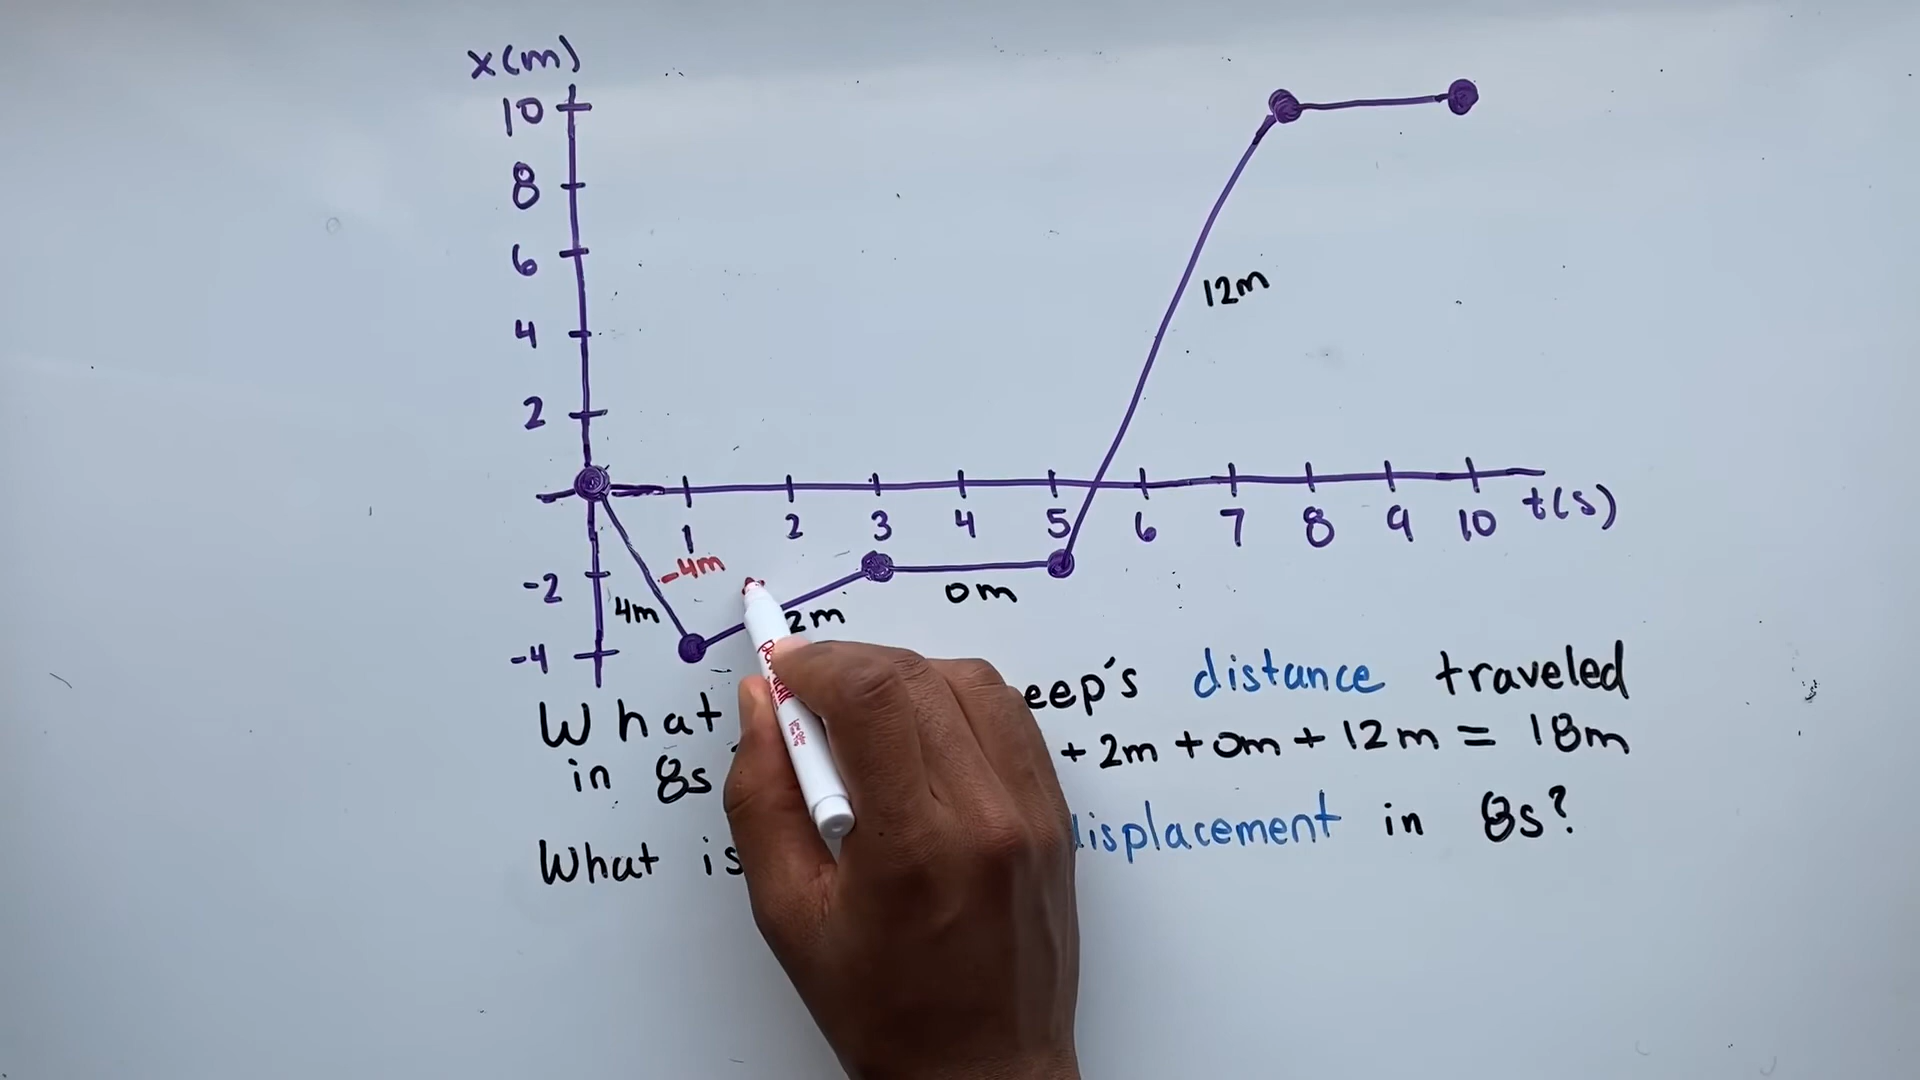 x(m)
10
8
6
4
2
1 2 3 4 5 6 7 8 9 10 t(s)
-2
-4
12m
-4m
4m
2m
0m
What eep's distance traveled
in 8s + 2m + 0m + 12m = 18m
What is displacement in 8s?